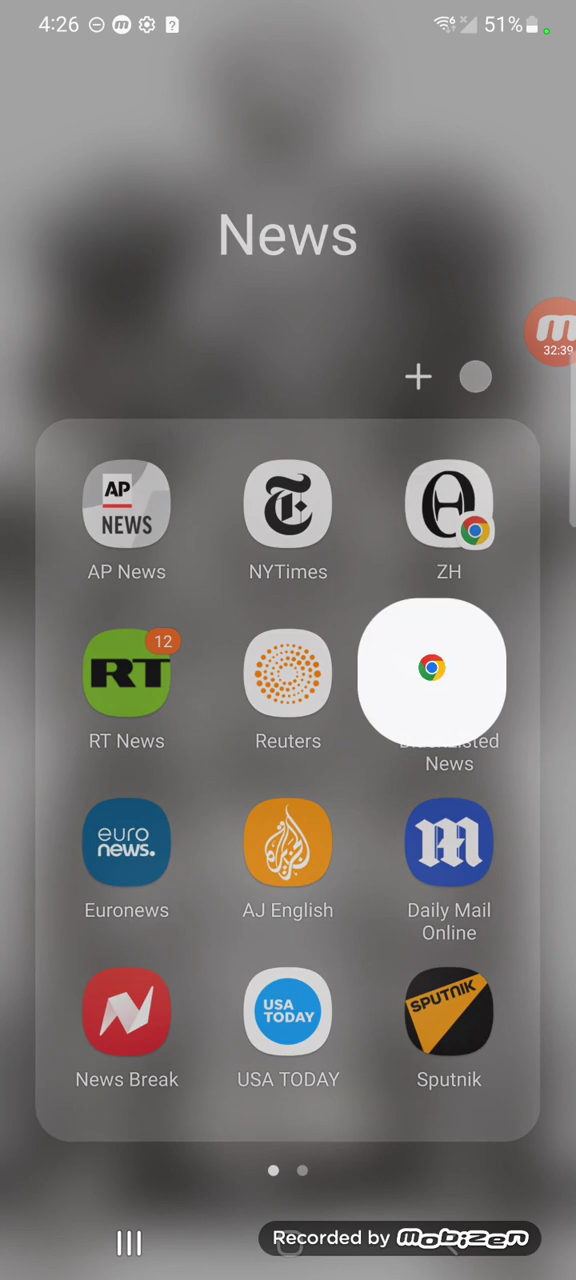 4:26
51%
News
32:39
AP
NEWS
AP News
NYTimes
ZH
12
RT
RT News
Reuters
News
euro
news.
Euronews
AJ English
Daily Mail
Online
News Break
USA
TODAY
USA TODAY
SPUTNIK
Sputnik
Recorded by mobizen